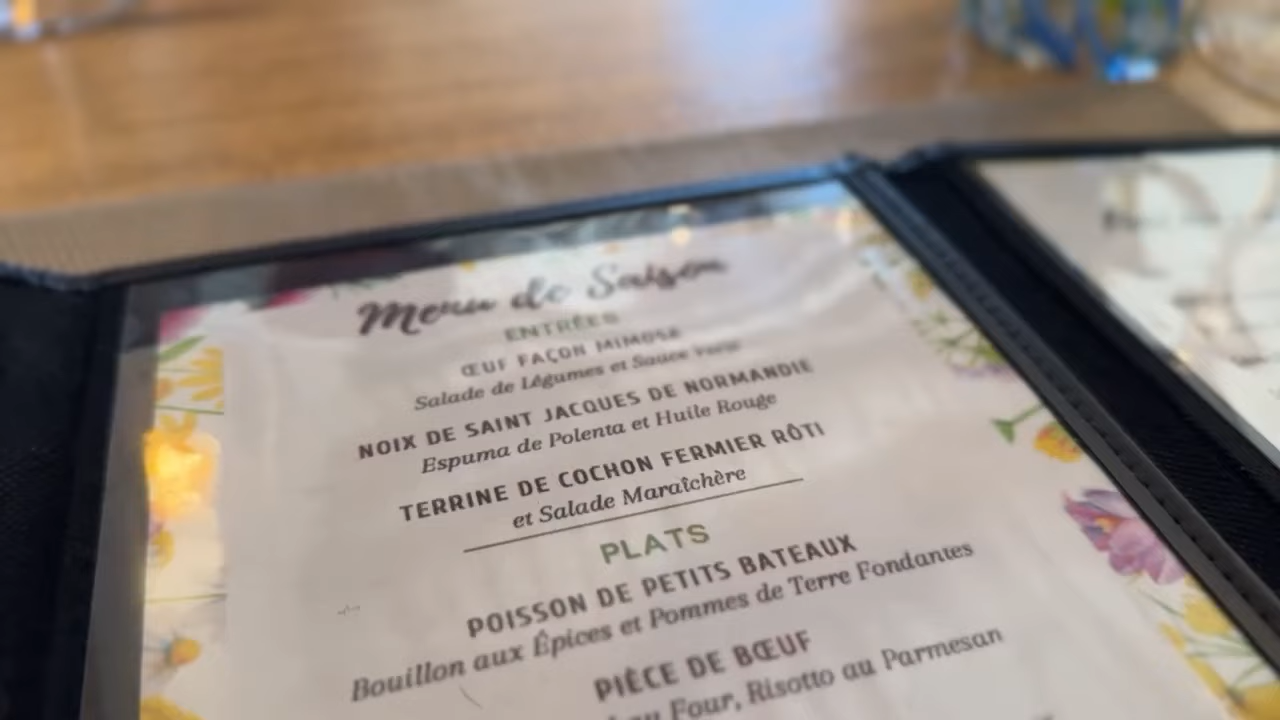 Menu de Saison
ENTRÉES
ŒUF FAÇON MIMOSA
Salade de Légumes et Sauce Verte
NOIX DE SAINT JACQUES DE NORMANDIE
Espuma de Polenta et Huile Rouge
TERRINE DE COCHON FERMIER RÔTI
et Salade Maraîchère
PLATS
POISSON DE PETITS BATEAUX
Bouillon aux Épices et Pommes de Terre Fondantes
PIÈCE DE BŒUF
au Four, Risotto au Parmesan